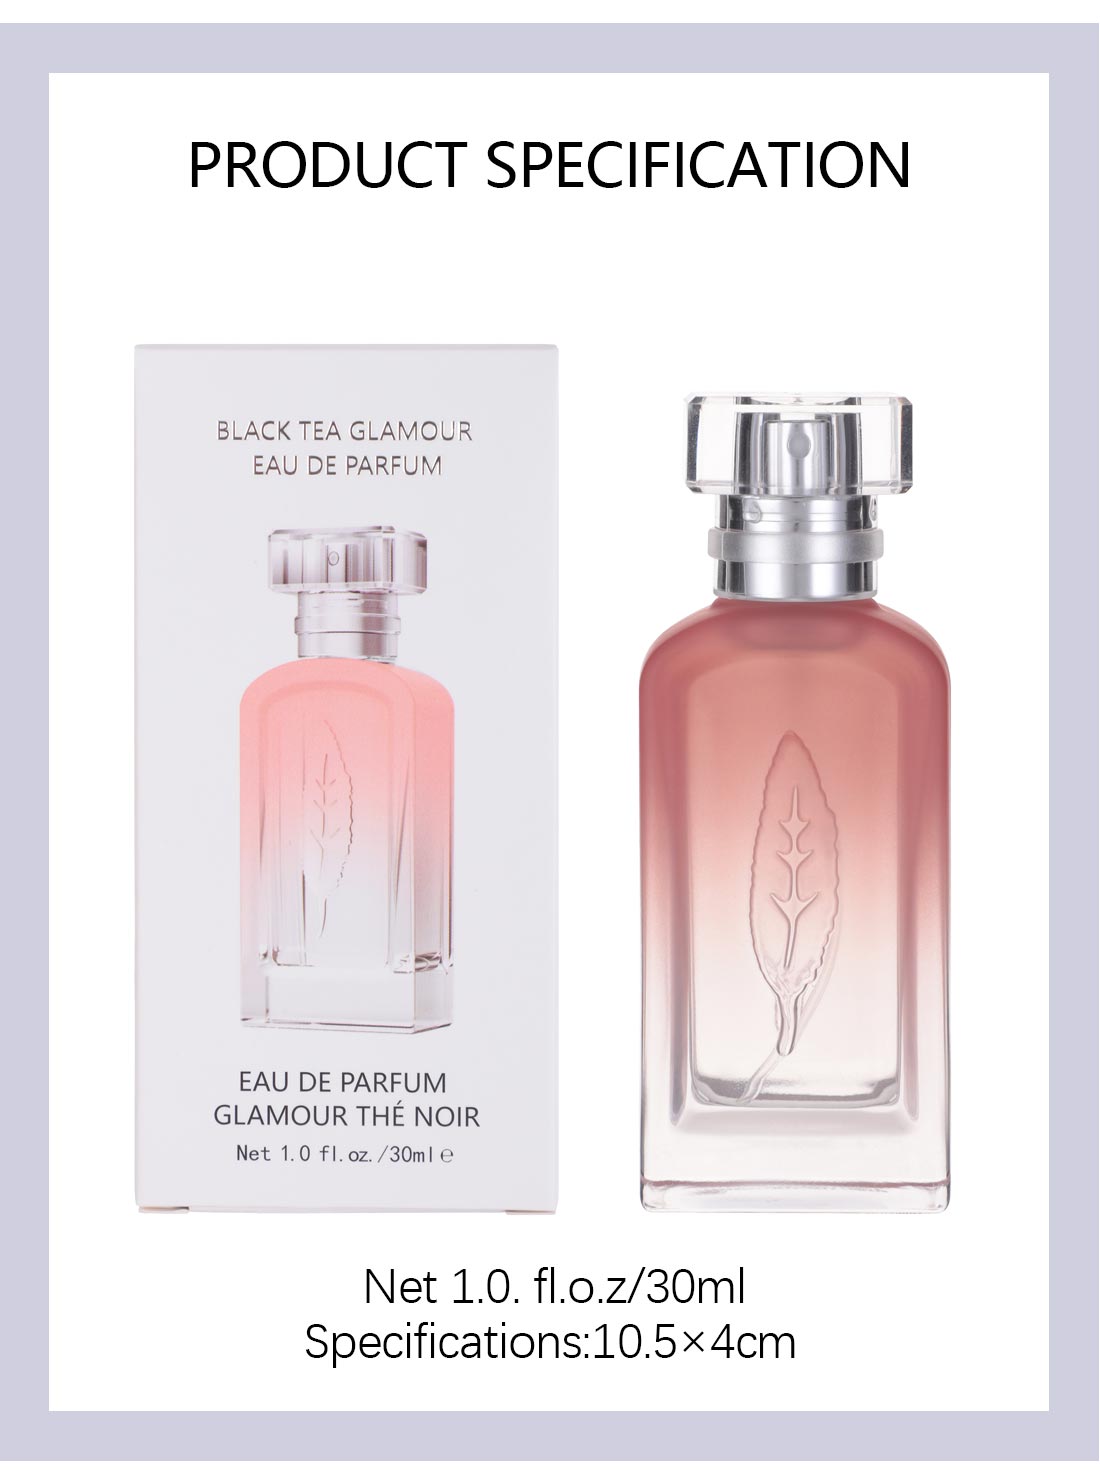 PRODUCT SPECIFICATION
BLACK TEA GLAMOUR
EAU DE PARFUM
EAU DE PARFUM
GLAMOUR THÉ NOIR
Net 1.0 fl.oz./30ml ℮
Net 1.0. fl.o.z/30ml
Specifications:10.5×4cm